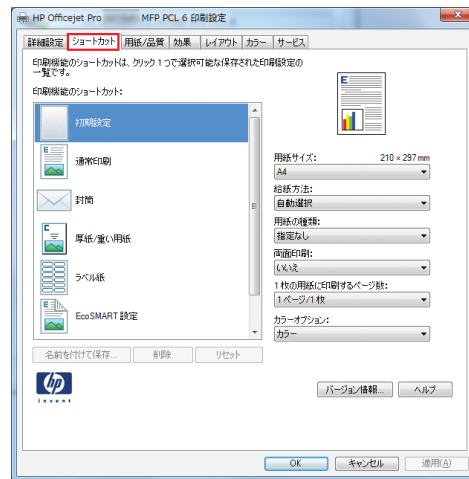 HP Officejet Pro MFP PCL 6 印刷設定
詳細設定 ショートカット 用紙/品質 効果 レイアウト カラー サービス
印刷機能のショートカットは、クリック 1 つで選択可能な保存された印刷設定の
一覧です。
印刷機能のショートカット:
初期設定
通常印刷
封筒
厚紙/重い用紙
ラベル紙
EcoSMART 設定
名前を付けて保存... 削除 リセット
E
用紙サイズ: 210 × 297 mm
A4
給紙方法:
自動選択
用紙の種類:
指定なし
両面印刷:
いいえ
1 枚の用紙に印刷するページ数:
1 ページ/1 枚
カラーオプション:
カラー
hp
invent
バージョン情報... ヘルプ
OK キャンセル 適用(A)